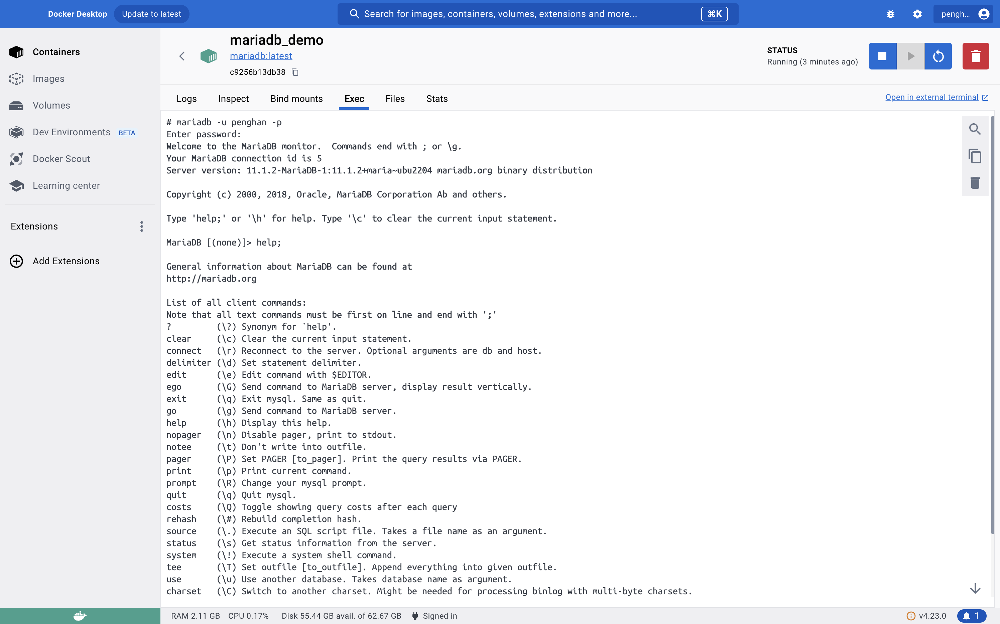 Docker Desktop
Update to latest
Search for images, containers, volumes, extensions and more...
⌘K
pengh...
Containers
Images
Volumes
Dev Environments BETA
Docker Scout
Learning center
Extensions
Add Extensions
mariadb_demo
mariadb:latest
c9256b13db38
STATUS
Running (3 minutes ago)
Logs Inspect Bind mounts Exec Files Stats
Open in external terminal
# mariadb -u penghan -p
Enter password:
Welcome to the MariaDB monitor.  Commands end with ; or \g.
Your MariaDB connection id is 5
Server version: 11.1.2-MariaDB-1:11.1.2+maria~ubu2204 mariadb.org binary distribution
Copyright (c) 2000, 2018, Oracle, MariaDB Corporation Ab and others.
Type 'help;' or '\h' for help. Type '\c' to clear the current input statement.
MariaDB [(none)]> help;
General information about MariaDB can be found at
http://mariadb.org
List of all client commands:
Note that all text commands must be first on line and end with ';'
?         (\?) Synonym for `help'.
clear     (\c) Clear the current input statement.
connect   (\r) Reconnect to the server. Optional arguments are db and host.
delimiter (\d) Set statement delimiter.
edit      (\e) Edit command with $EDITOR.
ego       (\G) Send command to MariaDB server, display result vertically.
exit      (\q) Exit mysql. Same as quit.
go        (\g) Send command to MariaDB server.
help      (\h) Display this help.
nopager   (\n) Disable pager, print to stdout.
notee     (\t) Don't write into outfile.
pager     (\P) Set PAGER [to_pager]. Print the query results via PAGER.
print     (\p) Print current command.
prompt    (\R) Change your mysql prompt.
quit      (\q) Quit mysql.
costs     (\Q) Toggle showing query costs after each query
rehash    (\#) Rebuild completion hash.
source    (\.) Execute an SQL script file. Takes a file name as an argument.
status    (\s) Get status information from the server.
system    (\!) Execute a system shell command.
tee       (\T) Set outfile [to_outfile]. Append everything into given outfile.
use       (\u) Use another database. Takes database name as argument.
charset   (\C) Switch to another charset. Might be needed for processing binlog with multi-byte charsets.
RAM 2.11 GB CPU 0.17% Disk 55.44 GB avail. of 62.67 GB Signed in
v4.23.0
1